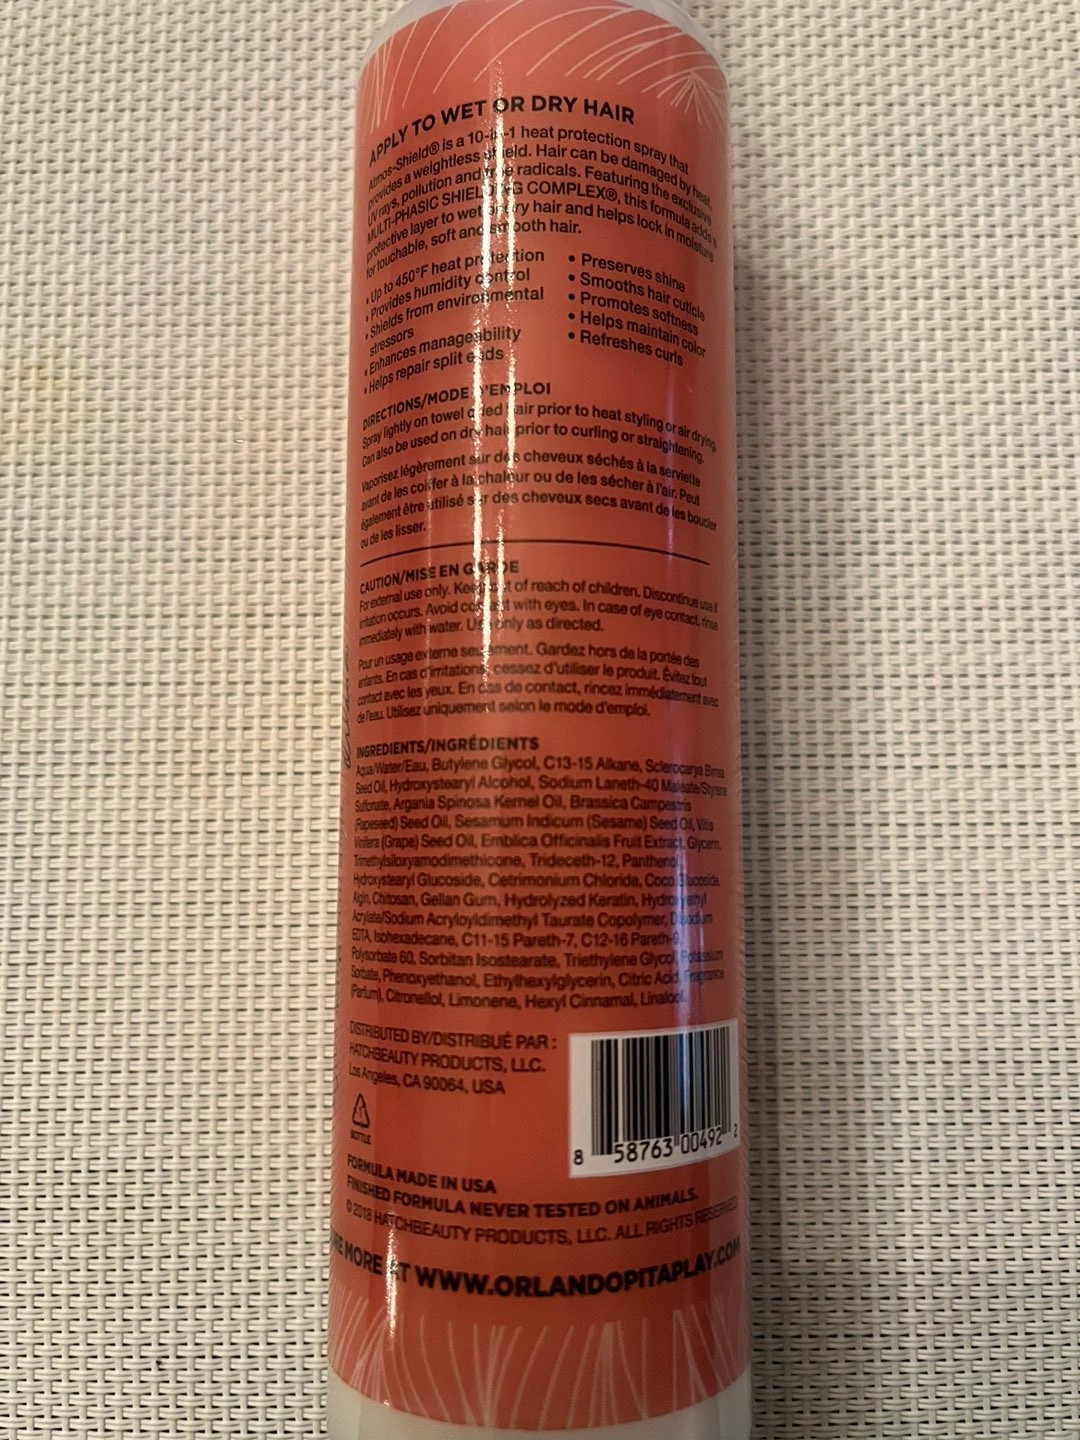 APPLY TO WET OR DRY HAIR
Atmos-Shield® is a 10-in-1 heat protection spray that
provides a weightless shield. Hair can be damaged by heat,
UV rays, pollution and free radicals. Featuring the exclusive
MULTI-PHASIC SHIELDING COMPLEX®, this formula adds a
protective layer to wet or dry hair and helps lock in moisture
for touchable, soft and smooth hair.
• Up to 450°F heat protection
• Provides humidity control
• Shields from environmental
stressors
• Enhances manageability
• Helps repair split ends
• Preserves shine
• Smooths hair cuticle
• Promotes softness
• Helps maintain color
• Refreshes curls
DIRECTIONS/MODE D'EMPLOI
Spray lightly on towel dried hair prior to heat styling or air drying.
Can also be used on dry hair prior to curling or straightening.
Vaporisez légèrement sur des cheveux séchés à la serviette
avant de les coiffer à la chaleur ou de les sécher à l'air. Peut
également être utilisé sur des cheveux secs avant de les boucler
ou de les lisser.
CAUTION/MISE EN GARDE
For external use only. Keep out of reach of children. Discontinue use if
irritation occurs. Avoid contact with eyes. In case of eye contact, rinse
immediately with water. Use only as directed.
Pour un usage externe seulement. Gardez hors de la portée des
enfants. En cas d'irritations, cessez d'utiliser le produit. Évitez tout
contact avec les yeux. En cas de contact, rincez immédiatement avec
de l'eau. Utilisez uniquement selon le mode d'emploi.
INGREDIENTS/INGRÉDIENTS
Aqua/Water/Eau, Butylene Glycol, C13-15 Alkane, Sclerocarya Birrea
Seed Oil, Hydroxystearyl Alcohol, Sodium Laneth-40 Maleate/Styrene
Sulfonate, Argania Spinosa Kernel Oil, Brassica Campestris
(Rapeseed) Seed Oil, Sesamum Indicum (Sesame) Seed Oil, Vitis
Vinifera (Grape) Seed Oil, Emblica Officinalis Fruit Extract, Glycerin,
Trimethylsiloxyamodimethicone, Trideceth-12, Panthenol,
Hydroxystearyl Glucoside, Cetrimonium Chloride, Coco Glucoside,
Algin, Chitosan, Gellan Gum, Hydrolyzed Keratin, Hydroxyethyl
Acrylate/Sodium Acryloyldimethyl Taurate Copolymer, Disodium
EDTA, Isohexadecane, C11-15 Pareth-7, C12-16 Pareth-9,
Polysorbate 60, Sorbitan Isostearate, Triethylene Glycol, Potassium
Sorbate, Phenoxyethanol, Ethylhexylglycerin, Citric Acid, Fragrance
(Parfum), Citronellol, Limonene, Hexyl Cinnamal, Linalool.
DISTRIBUTED BY/DISTRIBUÉ PAR :
HATCHBEAUTY PRODUCTS, LLC.
Los Angeles, CA 90064, USA
BOTTLE
8 58763 00492 2
FORMULA MADE IN USA
FINISHED FORMULA NEVER TESTED ON ANIMALS.
© 2018 HATCHBEAUTY PRODUCTS, LLC. ALL RIGHTS RESERVED.
MORE AT WWW.ORLANDOPITAPLAY.COM